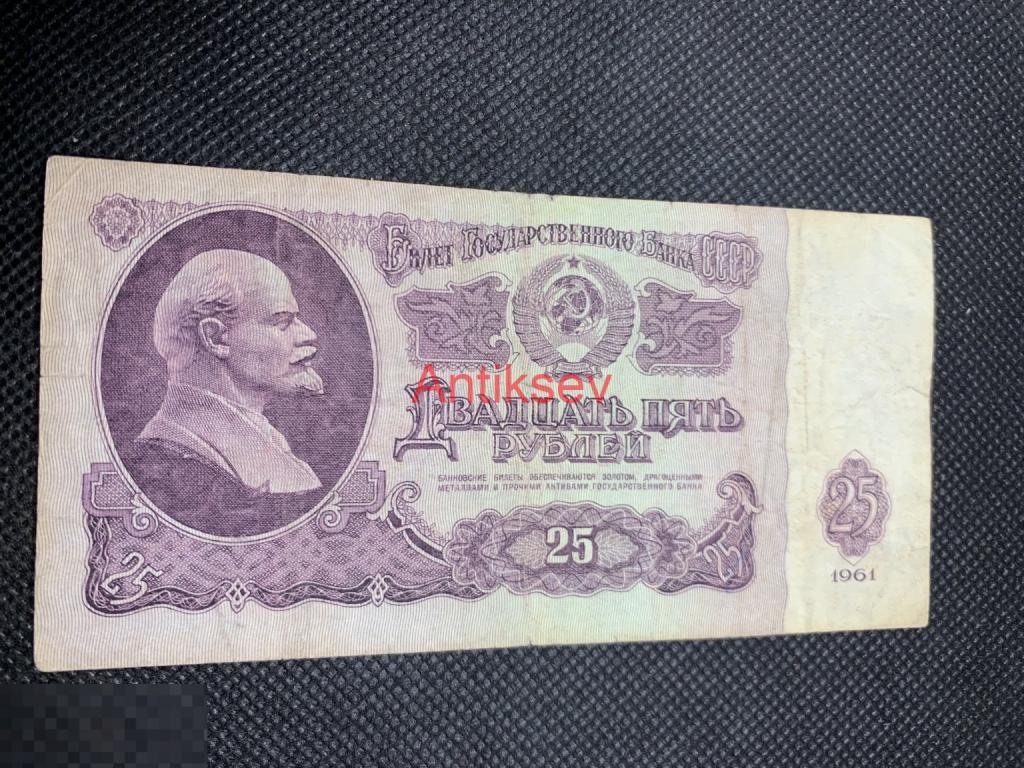 Билет Государственного Банка СССР
Antiksev
Двадцать пять
рублей
БАНКОВСКИЕ БИЛЕТЫ ОБЕСПЕЧИВАЮТСЯ ЗОЛОТОМ, ДРАГОЦЕННЫМИ
МЕТАЛЛАМИ И ПРОЧИМИ АКТИВАМИ ГОСУДАРСТВЕННОГО БАНКА
25
25
25
25
1961